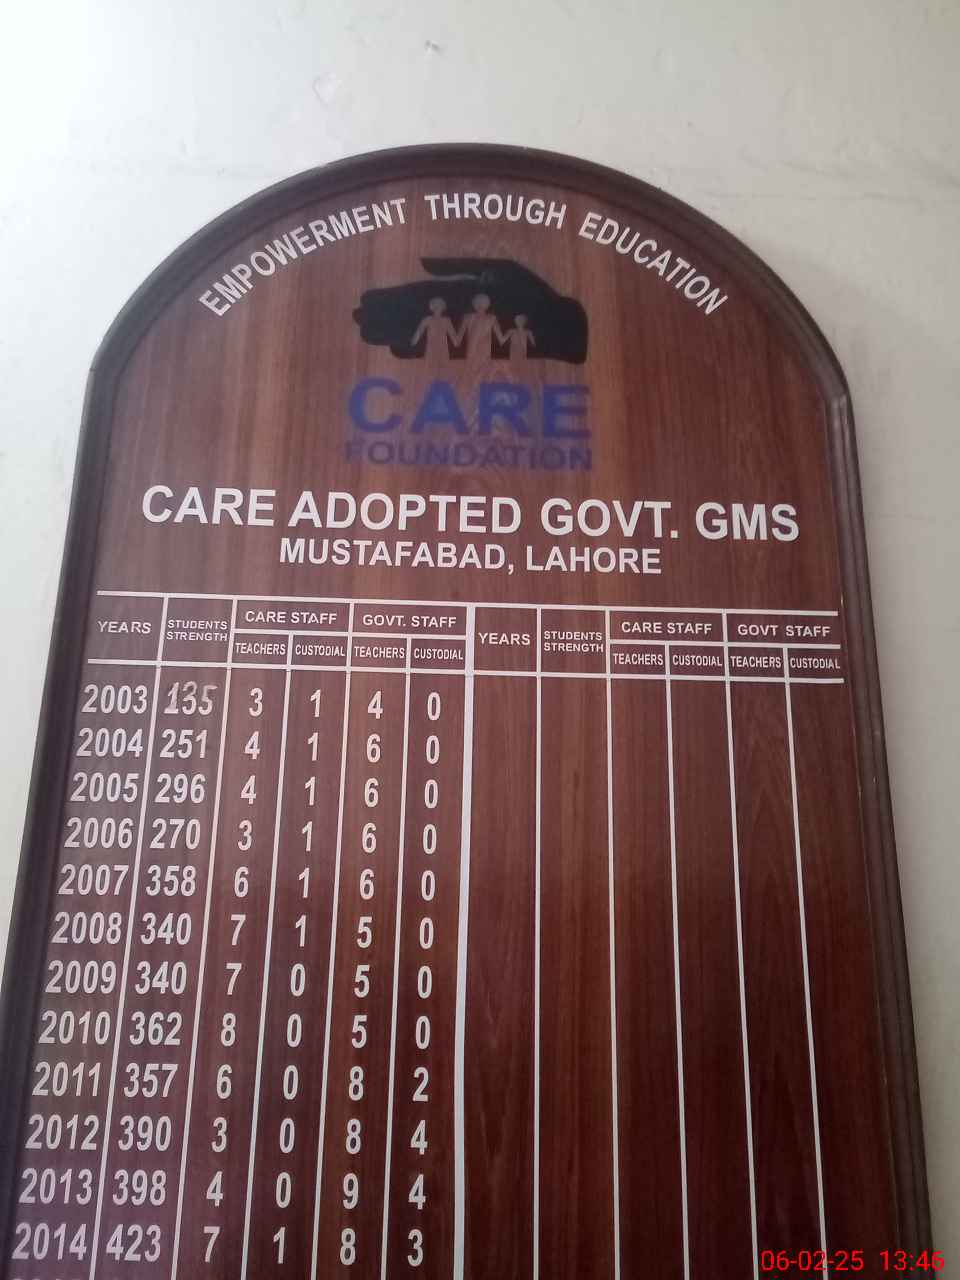 EMPOWERMENT THROUGH EDUCATION
CARE
FOUNDATION
CARE ADOPTED GOVT. GMS
MUSTAFABAD, LAHORE
YEARS STUDENTS STRENGTH CARE STAFF GOVT. STAFF YEARS STUDENTS STRENGTH CARE STAFF GOVT STAFF
TEACHERS CUSTODIAL TEACHERS CUSTODIAL TEACHERS CUSTODIAL TEACHERS CUSTODIAL
2003 135 3 1 4 0
2004 251 4 1 6 0
2005 296 4 1 6 0
2006 270 3 1 6 0
2007 358 6 1 6 0
2008 340 7 1 5 0
2009 340 7 0 5 0
2010 362 8 0 5 0
2011 357 6 0 8 2
2012 390 3 0 8 4
2013 398 4 0 9 4
2014 423 7 1 8 3
06-02-25 13:46